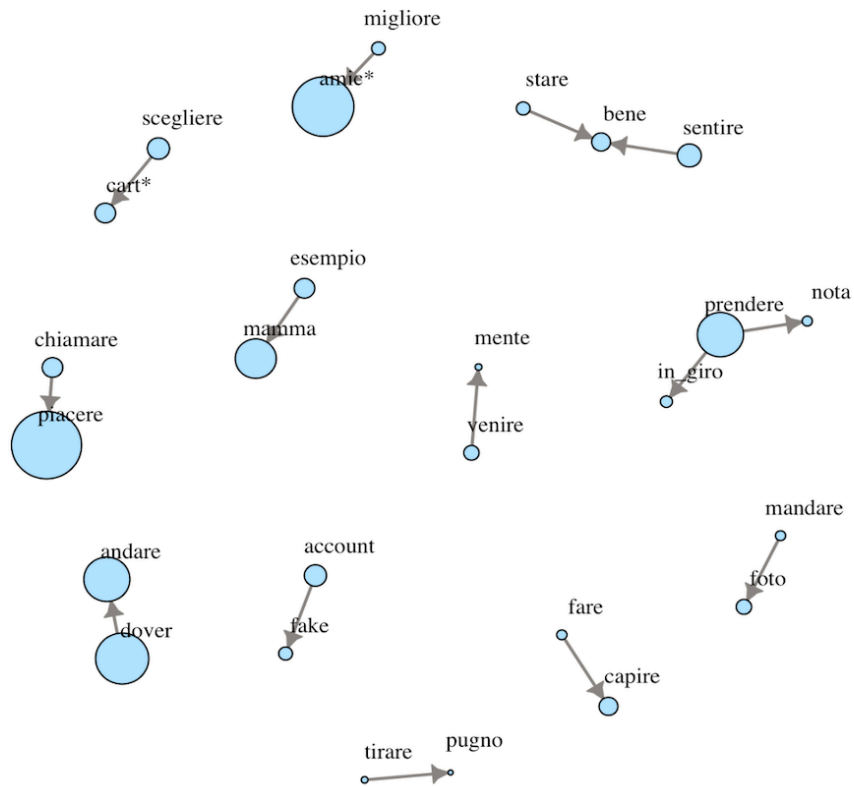 migliore
amic*
stare
bene
sentire
scegliere
cart*
esempio
mamma
prendere
nota
in_giro
chiamare
piacere
mente
venire
mandare
foto
andare
dover
account
fake
fare
capire
tirare
pugno